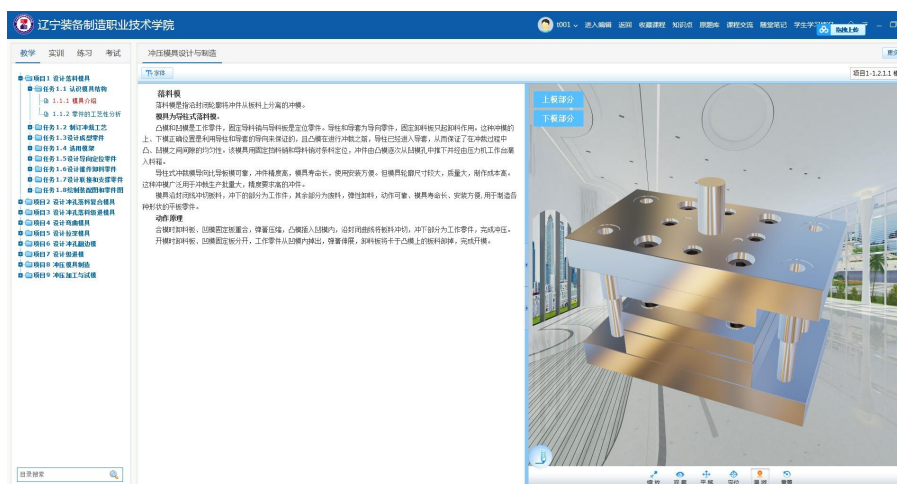 辽宁装备制造职业技术学院
t001 进入编辑 返回 收藏课程 知识点 原题库 课程交流 随堂笔记
拖拽上传
教学 实训 练习 考试
冲压模具设计与制造
字体
项目1-1.2.1.1 模
项目1 设计落料模具
任务1.1 认识模具结构
1.1.1 模具介绍
1.1.2 零件的工艺性分析
任务1.2 制订冲裁工艺
任务1.3设计成型零件
任务1.4 选用模架
任务1.5设计导向定位零件
任务1.6设计推件卸料零件
任务1.7设计联接和支撑零件
任务1.8绘制装配图和零件图
项目2 设计冲孔落料复合模具
项目3 设计冲孔落料级进模具
项目4 设计弯曲模具
项目5 设计拉深模具
项目6 设计冲孔翻边模
项目7 设计级进模
项目8 冲压模具制造
项目9 冲压加工与试模
目录搜索
落料模
落料模是指沿封闭轮廓将冲件从板料上分离的冲模。
模具为导柱式落料模。
凸模和凹模是工作零件，固定导料销与导料板是定位零件。导柱和导套为导向零件，固定卸料板只起卸料作用。这种冲模的
上、下模正确位置是利用导柱和导套的导向来保证的，且凸模在进行冲裁之前，导柱已经进入导套，从而保证了在冲裁过程中
凸、凹模之间间隙的均匀性。该模具用固定挡料销和导料销对条料定位，冲件由凸模逐次从凹模孔中推下并经由压力机工作台漏
入料箱。
导柱式冲裁模导向比导板模可靠，冲件精度高，模具寿命长，使用安装方便。但模具轮廓尺寸较大，质量大，制作成本高。
这种冲模广泛用于冲裁生产批量大，精度要求高的冲件。
模具沿封闭线冲切板料，冲下的部分为工作件，其余部分为废料，弹性卸料，动作可靠、模具寿命长、安装方便，用于制造各
种形状的平板零件。
动作原理
合模时卸料板、凹模固定板重合，弹簧压缩，凸模插入凹模内，沿封闭曲线将板料冲切，冲下部分为工作零件，完成冲压。
开模时卸料板、凹模固定板分开，工作零件从凹模内掉出，弹簧伸展，卸料板将卡于凸模上的板料卸掉，完成开模。
上模部分
下模部分